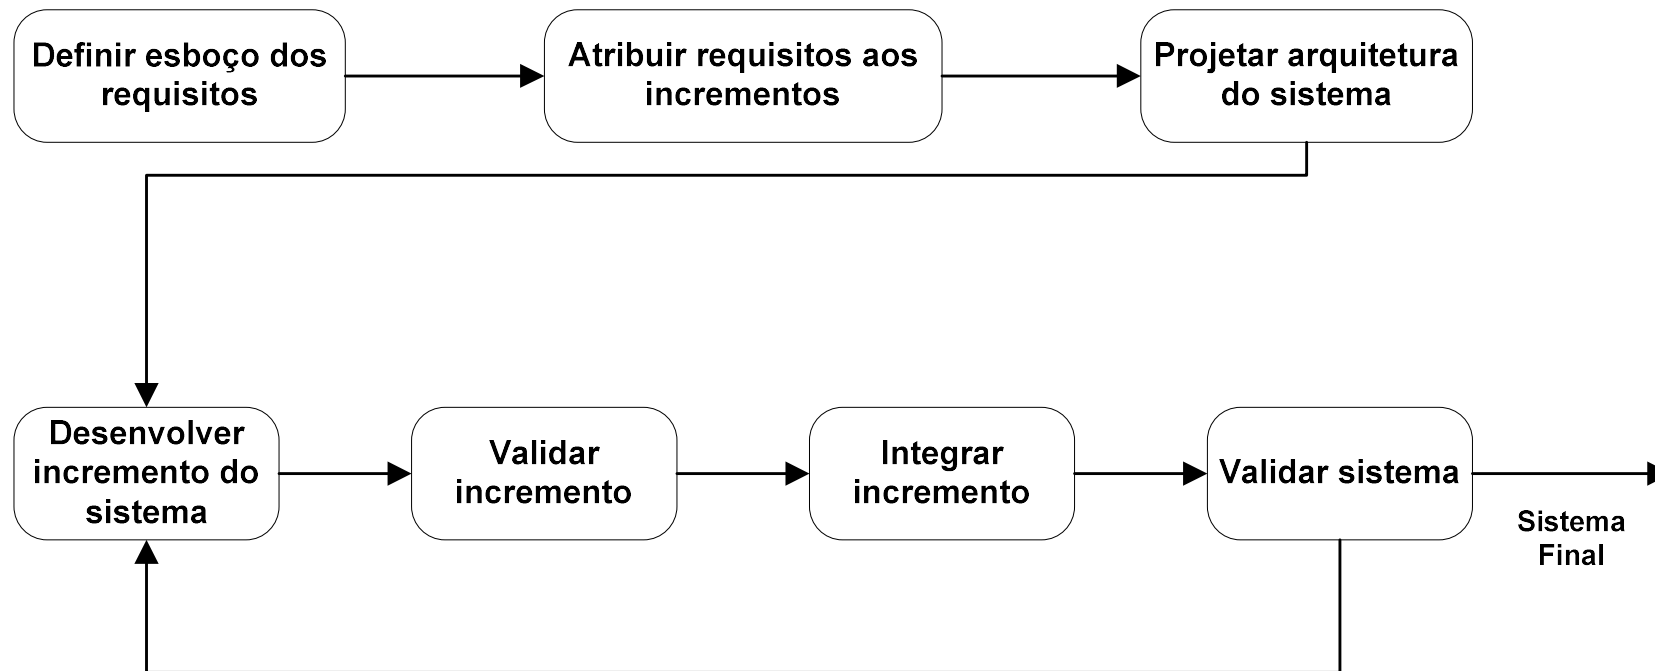 Definir esboço dos
requisitos
Atribuir requisitos aos
incrementos
Projetar arquitetura
do sistema
Desenvolver
incremento do
sistema
Validar
incremento
Integrar
incremento
Validar sistema
Sistema
Final